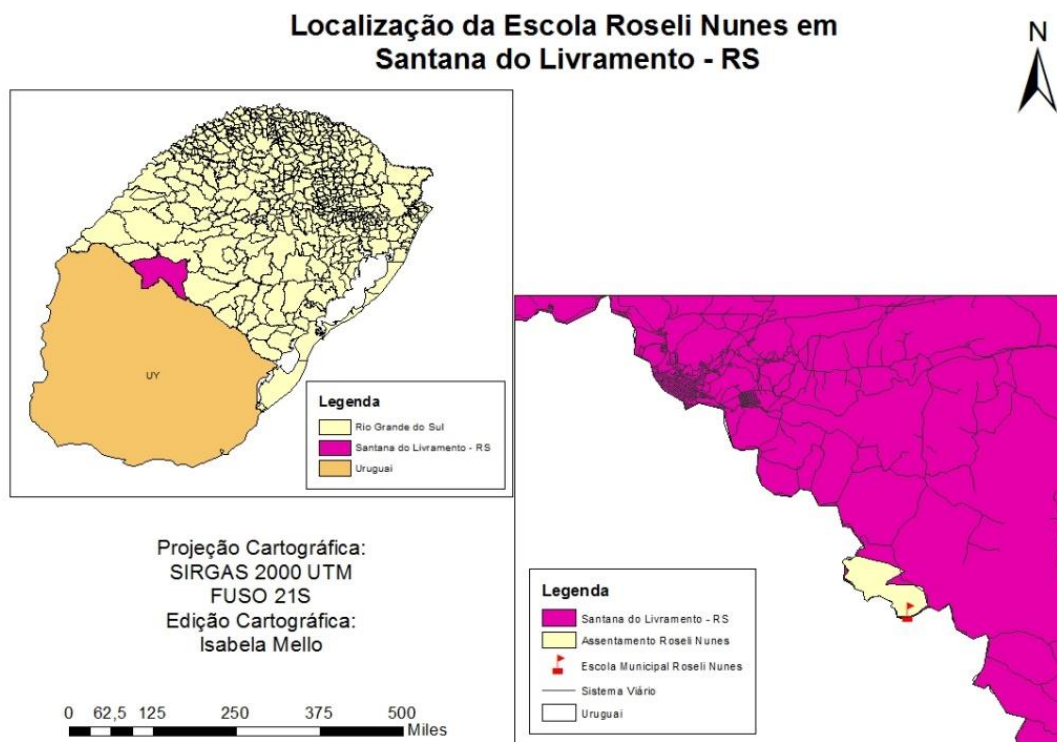 Localização da Escola Roseli Nunes em
Santana do Livramento - RS
N
UY
Legenda
Rio Grande do Sul
Santana do Livramento - RS
Uruguai
Projeção Cartográfica:
SIRGAS 2000 UTM
FUSO 21S
Edição Cartográfica:
Isabela Mello
0 62,5 125 250 375 500
Miles
Legenda
Santana do Livramento - RS
Assentamento Roseli Nunes
Escola Municipal Roseli Nunes
Sistema Viário
Uruguai